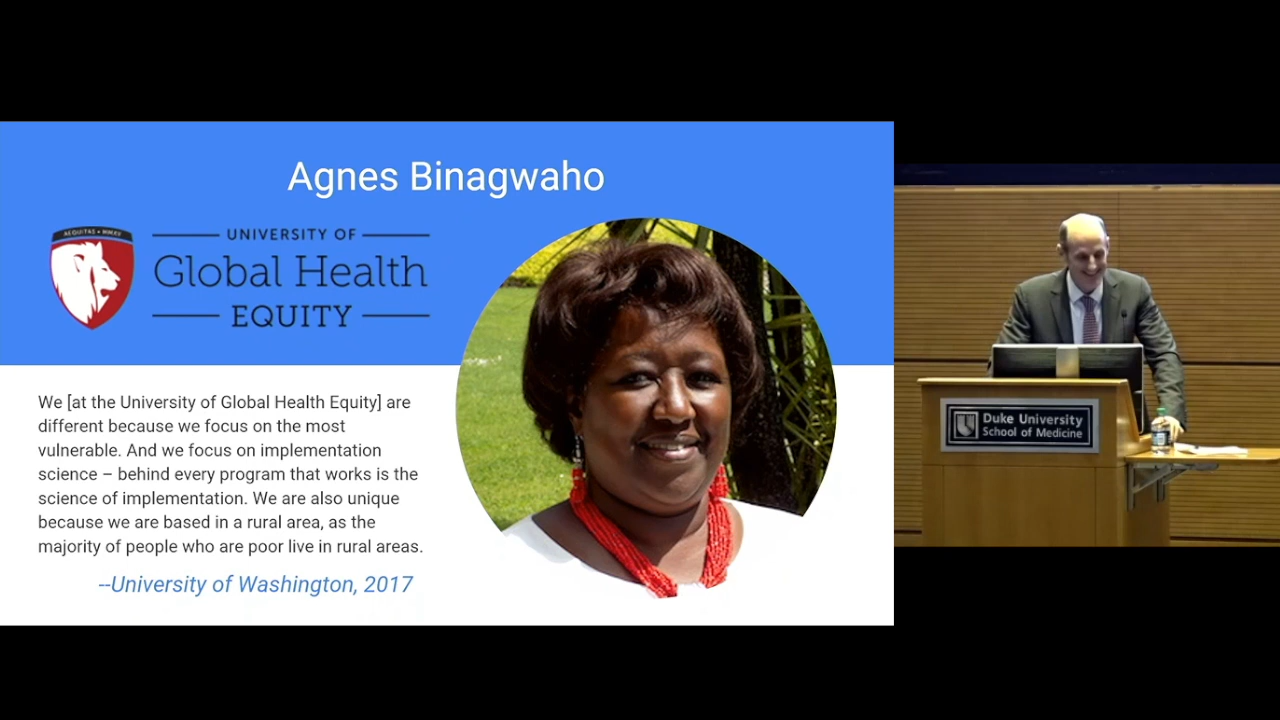 Agnes Binagwaho
AEQUITAS • MMXV
UNIVERSITY OF
Global Health
EQUITY
We [at the University of Global Health Equity] are
different because we focus on the most
vulnerable. And we focus on implementation
science – behind every program that works is the
science of implementation. We are also unique
because we are based in a rural area, as the
majority of people who are poor live in rural areas.
--University of Washington, 2017
Duke University
School of Medicine